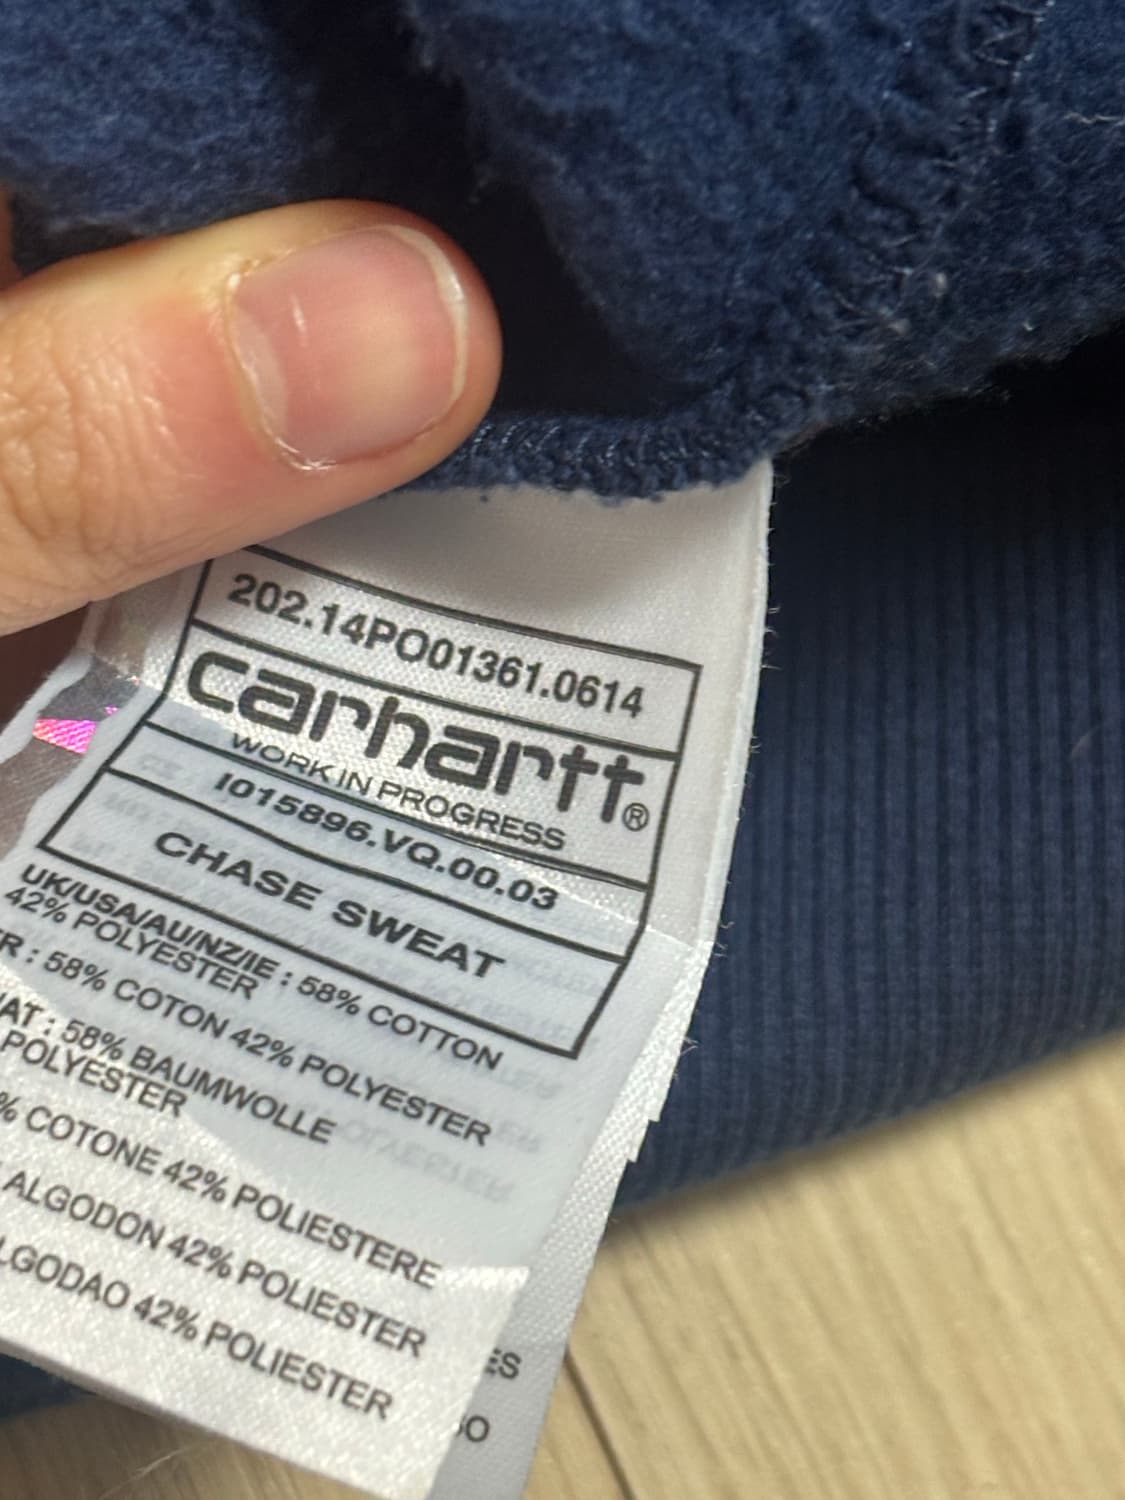 202.14PO01361.0614
carhartt®
WORK IN PROGRESS
I015896.VQ.00.03
CHASE SWEAT
UK/USA/AU/NZ/IE : 58% COTTON
42% POLYESTER
R : 58% COTON 42% POLYESTER
AT : 58% BAUMWOLLE
POLYESTER
% COTONE 42% POLIESTERE
ALGODON 42% POLIESTER
LGODAO 42% POLIESTER
ES
SO